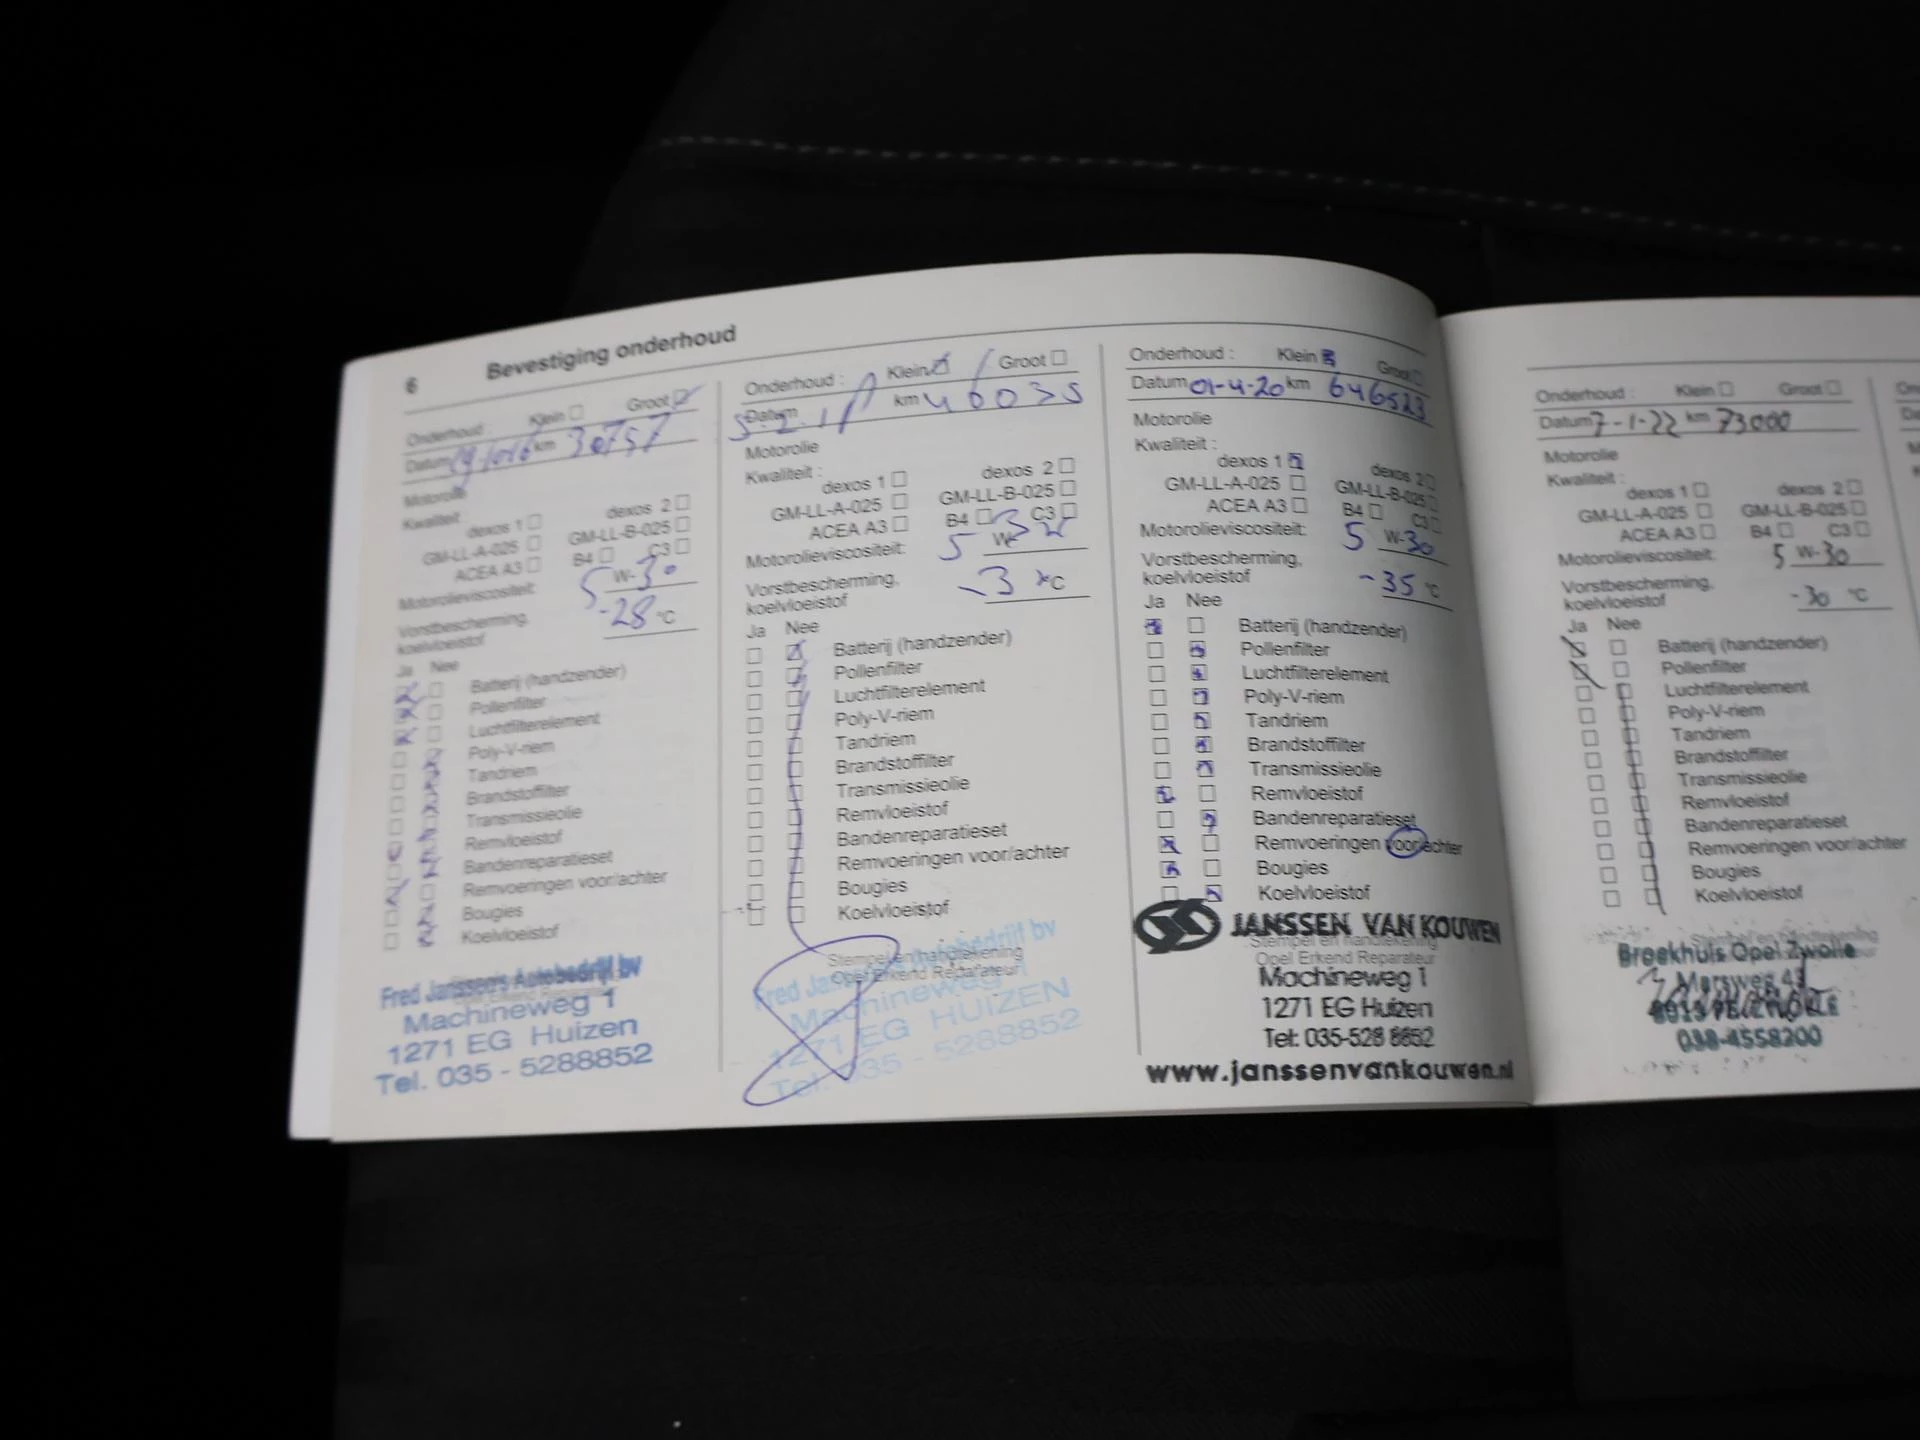 6 Bevestiging onderhoud
Onderhoud : Klein Groot
Datum km 30757
Motorolie
Kwaliteit :
dexos 1 dexos 2
GM-LL-A-025 GM-LL-B-025
ACEA A3 B4 C3
Motorolieviscositeit: 5 W-30
Vorstbescherming,
koelvloeistof -28 °C
Ja Nee
Batterij (handzender)
Pollenfilter
Luchtfilterelement
Poly-V-riem
Tandriem
Brandstoffilter
Transmissieolie
Remvloeistof
Bandenreparatieset
Remvoeringen voor/achter
Bougies
Koelvloeistof
Fred Janssens Autobedrijf bv
Machineweg 1
1271 EG Huizen
Tel. 035 - 5288852
Onderhoud : Klein Groot
Datum km
Motorolie
Kwaliteit :
dexos 1 dexos 2
GM-LL-A-025 GM-LL-B-025
ACEA A3 B4 C3
Motorolieviscositeit: 5 W-
Vorstbescherming,
koelvloeistof -3 °C
Ja Nee
Batterij (handzender)
Pollenfilter
Luchtfilterelement
Poly-V-riem
Tandriem
Brandstoffilter
Transmissieolie
Remvloeistof
Bandenreparatieset
Remvoeringen voor/achter
Bougies
Koelvloeistof
Stempel en handtekening
Opel Erkend Reparateur
Fred Autobedrijf bv
Machineweg
1271 EG HUIZEN
Tel. 035 - 5288852
Onderhoud : Klein Groot
Datum 01-4-20 km 646523
Motorolie
Kwaliteit :
dexos 1 dexos 2
GM-LL-A-025 GM-LL-B-025
ACEA A3 B4 C3
Motorolieviscositeit: 5 W-30
Vorstbescherming,
koelvloeistof -35 °C
Ja Nee
Batterij (handzender)
Pollenfilter
Luchtfilterelement
Poly-V-riem
Tandriem
Brandstoffilter
Transmissieolie
Remvloeistof
Bandenreparatieset
Remvoeringen voor/achter
Bougies
Koelvloeistof
JANSSEN VAN KOUWEN
Stempel en handtekening
Opel Erkend Reparateur
Machineweg 1
1271 EG Huizen
Tel: 035-528 8852
www.janssenvankouwen.nl
Onderhoud : Klein Groot
Datum 7-1-22 km 73000
Motorolie
Kwaliteit :
dexos 1 dexos 2
GM-LL-A-025 GM-LL-B-025
ACEA A3 B4 C3
Motorolieviscositeit: 5 W-30
Vorstbescherming,
koelvloeistof -30 °C
Ja Nee
Batterij (handzender)
Pollenfilter
Luchtfilterelement
Poly-V-riem
Tandriem
Brandstoffilter
Transmissieolie
Remvloeistof
Bandenreparatieset
Remvoeringen voor/achter
Bougies
Koelvloeistof
Broekhuis Opel Zwolle
Marsweg 43
038-4558200